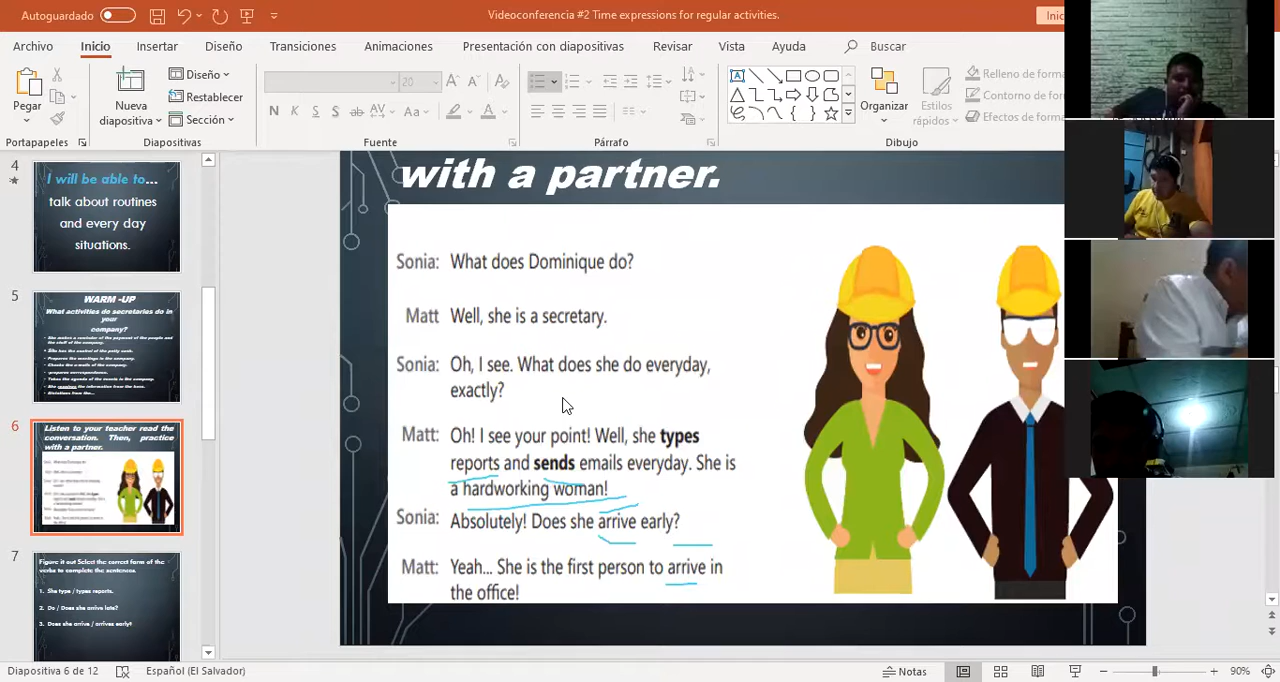 Autoguardado
Videoconferencia #2 Time expressions for regular activities.
Inic
Archivo Inicio Insertar Diseño Transiciones Animaciones Presentación con diapositivas Revisar Vista Ayuda Buscar
Pegar
Portapapeles
Nueva diapositiva
Diseño
Restablecer
Sección
Diapositivas
20
N K S S ab AV Aa A
Fuente
Párrafo
Organizar
Estilos rápidos
Relleno de forma
Contorno de forma
Efectos de forma
Dibujo
4
I will be able to...
talk about routines
and every day
situations.
5
WARM -UP
What activities do secretaries do in
your
company?
6
Listen to your teacher read the
conversation. Then, practice
with a partner.
7
Figure it out Select the correct form of the
verbs to complete the sentences.
1. She type / types reports.
2. Do / Does she arrive late?
3. Does she arrive / arrives early?
with a partner.
Sonia: What does Dominique do?
Matt Well, she is a secretary.
Sonia: Oh, I see. What does she do everyday,
exactly?
Matt: Oh! I see your point! Well, she types
reports and sends emails everyday. She is
a hardworking woman!
Sonia: Absolutely! Does she arrive early?
Matt: Yeah... She is the first person to arrive in
the office!
Diapositiva 6 de 12 Español (El Salvador) Notas 90%